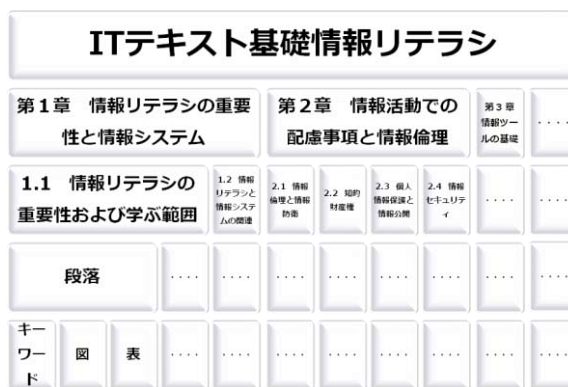 ITテキスト基礎情報リテラシ
第1章　情報リテラシの重要
性と情報システム
第２章　情報活動での
配慮事項と情報倫理
第３章
情報ツー
ルの基礎
・・・・
1.1　情報リテラシの
重要性および学ぶ範囲
1.2 情報
リテラシと
情報システ
ムの関連
2.1 情報
倫理と情報
防衛
2.2 知的
財産権
2.3 個人
情報保護と
情報公開
2.4 情報
セキュリテ
ィ
・・・・
・・・・
段落
・・・・
・・・・
・・・・
・・・・
・・・・
・・・・
・・・・
・・・・
キー
ワー
ド
図
表
・・・・
・・・・
・・・・
・・・・
・・・・
・・・・
・・・・
・・・・